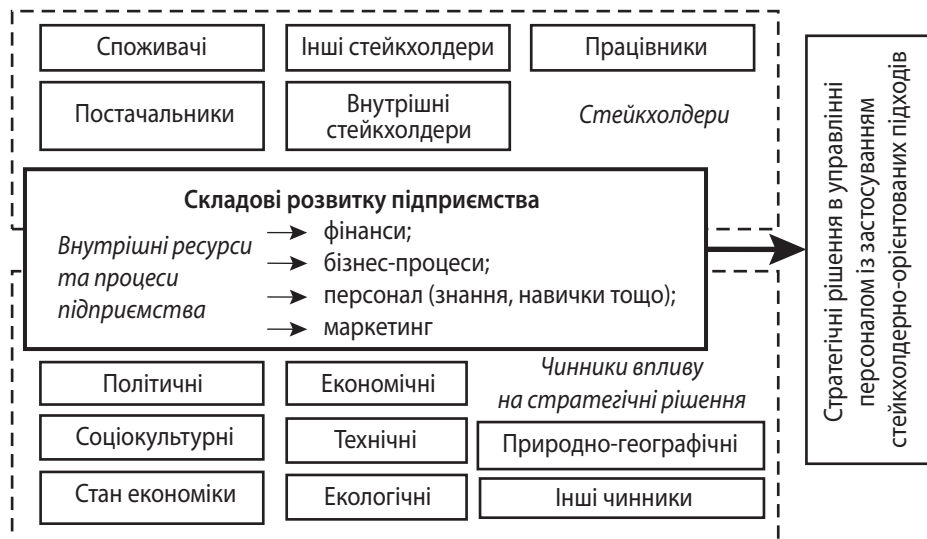 Споживачі
Інші стейкхолдери
Працівники
Постачальники
Внутрішні
стейкхолдери
Стейкхолдери
Складові розвитку підприємства
Внутрішні ресурси
та процеси
підприємства
фінанси;
бізнес-процеси;
персонал (знання, навички тощо);
маркетинг
Політичні
Економічні
Чинники впливу
на стратегічні рішення
Соціокультурні
Технічні
Природно-географічні
Стан економіки
Екологічні
Інші чинники
Стратегічні рішення в управлінні
персоналом із застосуванням
стейкхолдерно-орієнтованих підходів